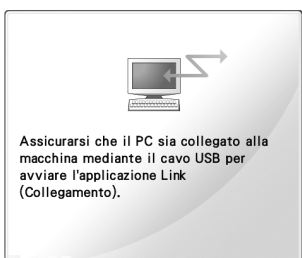 Assicurarsi che il PC sia collegato alla
macchina mediante il cavo USB per
avviare l'applicazione Link
(Collegamento).